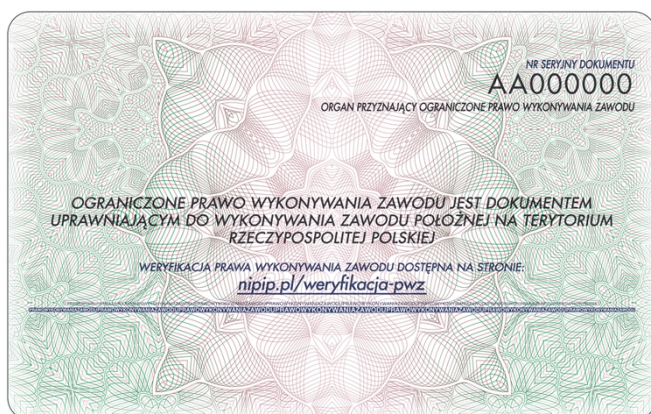 NR SERYJNY DOKUMENTU
AA000000
ORGAN PRZYZNAJĄCY OGRANICZONE PRAWO WYKONYWANIA ZAWODU
OGRANICZONE PRAWO WYKONYWANIA ZAWODU JEST DOKUMENTEM
UPRAWNIAJĄCYM DO WYKONYWANIA ZAWODU POŁOŻNEJ NA TERYTORIUM
RZECZYPOSPOLITEJ POLSKIEJ
WERYFIKACJA PRAWA WYKONYWANIA ZAWODU DOSTĘPNA NA STRONIE:
nipip.pl/weryfikacja-pwz
PRAWOWYKONYWANIAZAWODUPRAWOWYKONYWANIAZAWODUPRAWOWYKONYWANIAZAWODUPRAWOWYKONYWANIAZAWODUPRAWOWYKONYWANIAZAWODU